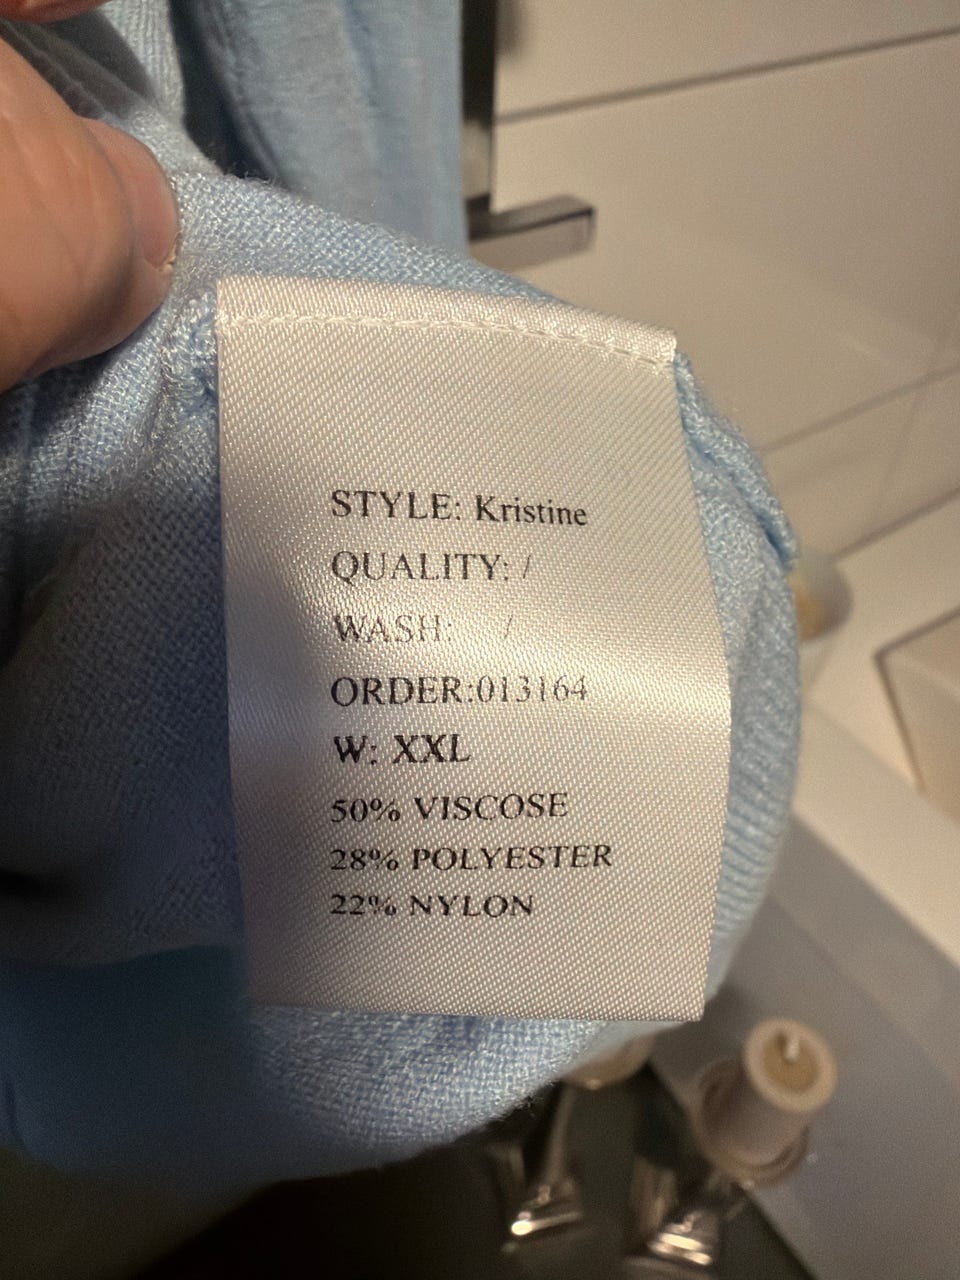 STYLE: Kristine
QUALITY: /
WASH: /
ORDER:013164
W: XXL
50% VISCOSE
28% POLYESTER
22% NYLON